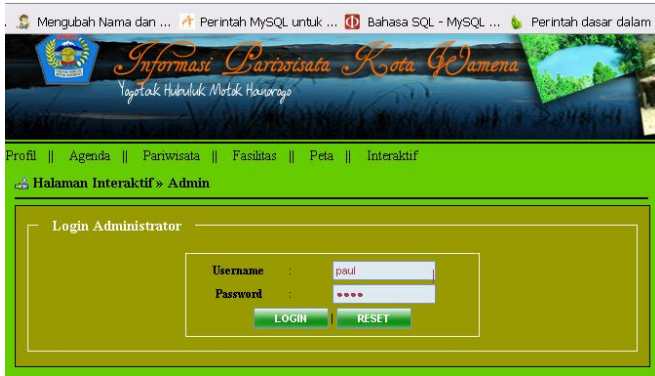 . Mengubah Nama dan ... Perintah MySQL untuk ... Bahasa SQL - MySQL ... Perintah dasar dalam
Informasi Pariwisata Kota Wamena
Yogotak Hubuluk Motok Hanorogo
Profil || Agenda || Pariwisata || Fasilitas || Peta || Interaktif
Halaman Interaktif » Admin
Login Administrator
Username : paul
Password :
LOGIN | RESET